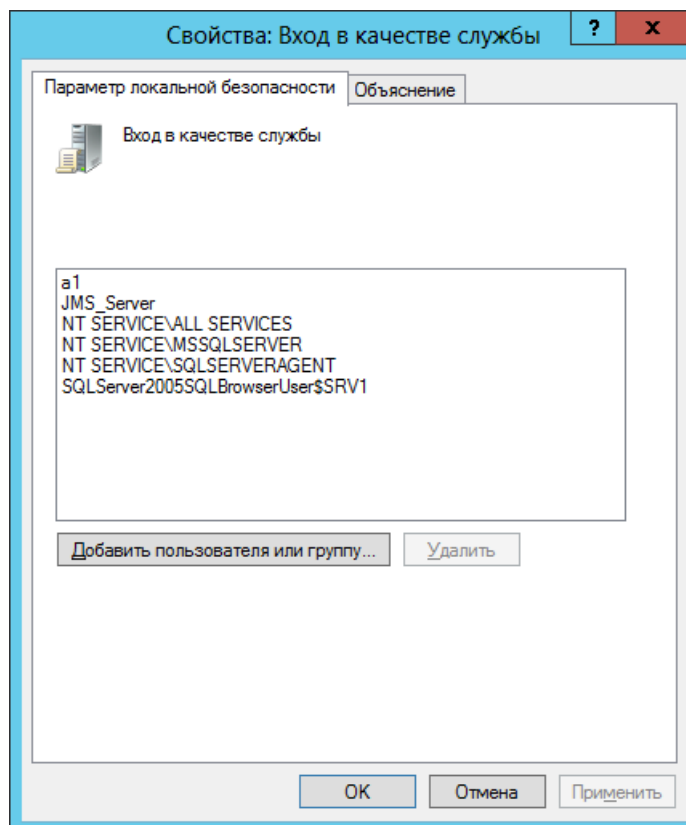 Свойства: Вход в качестве службы
?
x
Параметр локальной безопасности
Объяснение
Вход в качестве службы
a1
JMS_Server
NT SERVICE\ALL SERVICES
NT SERVICE\MSSQLSERVER
NT SERVICE\SQLSERVERAGENT
SQLServer2005SQLBrowserUser$SRV1
Добавить пользователя или группу...
Удалить
OK
Отмена
Применить